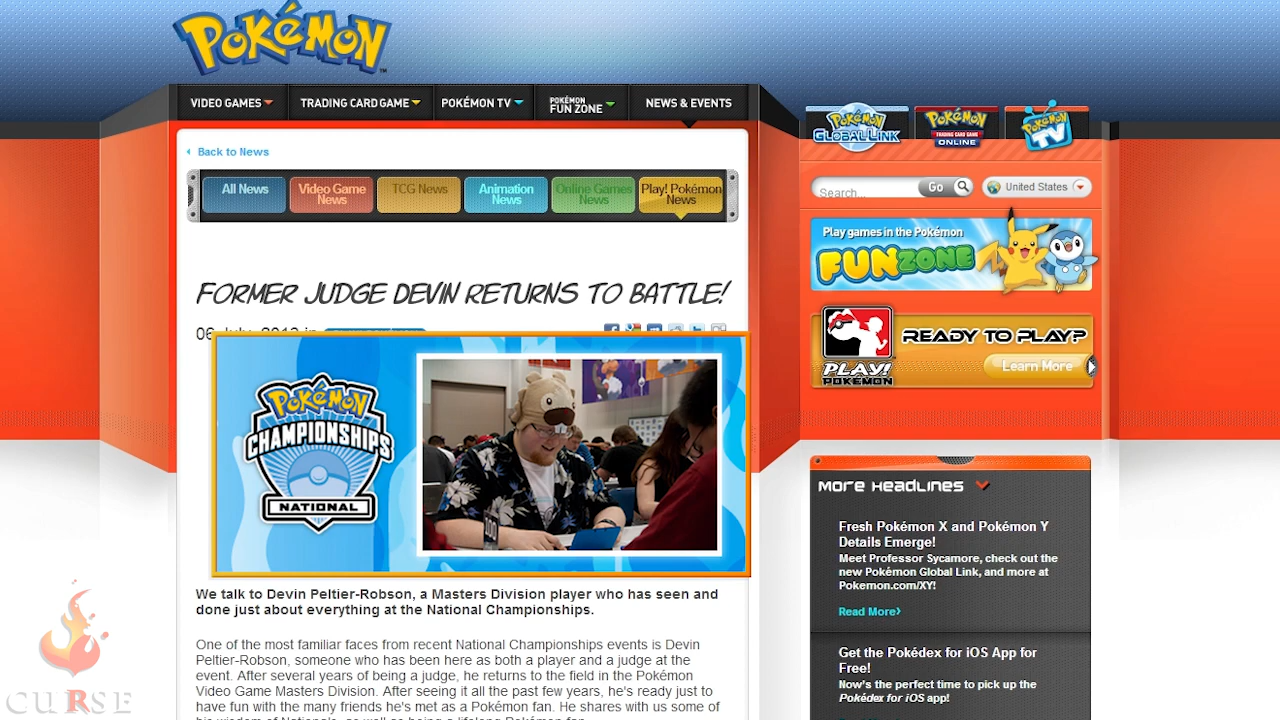 POKéMON
VIDEO GAMES
TRADING CARD GAME
POKéMON TV
POKéMON
FUN ZONE
NEWS & EVENTS
Pokémon
GLOBAL LINK
POKéMON
TRADING CARD GAME
ONLINE
POKéMON
TV
Back to News
Search...
Go
United States
All News
Video Game
News
TCG News
Animation
News
Online Games
News
Play! Pokémon
News
Play games in the Pokémon
FUN ZONE
FORMER JUDGE DEVIN RETURNS TO BATTLE!
READY TO PLAY?
Learn More
PLAY!
POKéMON
POKéMON
CHAMPIONSHIPS
NATIONAL
We talk to Devin Peltier-Robson, a Masters Division player who has seen and
done just about everything at the National Championships.
One of the most familiar faces from recent National Championships events is Devin
Peltier-Robson, someone who has been here as both a player and a judge at the
event. After several years of being a judge, he returns to the field in the Pokémon
Video Game Masters Division. After seeing it all the past few years, he's ready just to
have fun with the many friends he's met as a Pokémon fan. He shares with us some of
MORE HEADLINES
Fresh Pokémon X and Pokémon Y
Details Emerge!
Meet Professor Sycamore, check out the
new Pokémon Global Link, and more at
Pokemon.com/XY!
Read More
Get the Pokédex for iOS App for
Free!
Now's the perfect time to pick up the
Pokédex for iOS app!
CURSE